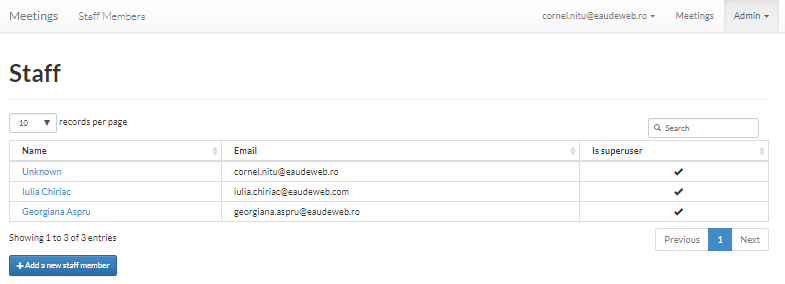 Meetings Staff Members cornel.nitu@eaudeweb.ro Meetings Admin
Staff
10 records per page
Search
Name Email Is superuser
Unknown cornel.nitu@eaudeweb.ro
Iulia Chiriac iulia.chiriac@eaudeweb.com
Georgiana Aspru georgiana.aspru@eaudeweb.ro
Showing 1 to 3 of 3 entries Previous 1 Next
+ Add a new staff member